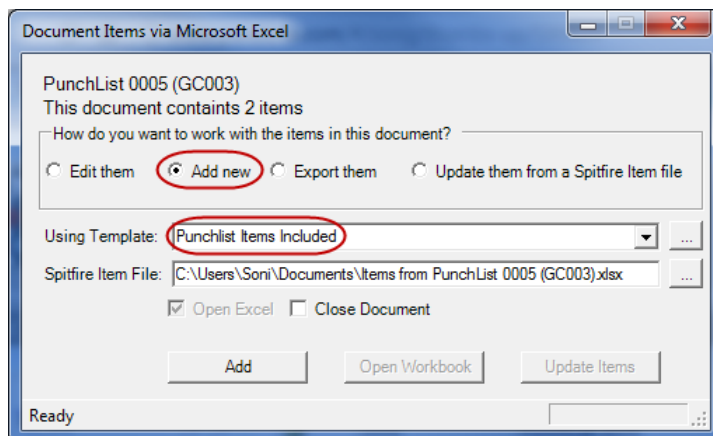 Document Items via Microsoft Excel
PunchList 0005 (GC003)
This document containts 2 items
How do you want to work with the items in this document?
Edit them Add new Export them Update them from a Spitfire Item file
Using Template: Punchlist Items Included ...
Spitfire Item File: C:\Users\Soni\Documents\Items from PunchList 0005 (GC003).xlsx ...
Open Excel Close Document
Add Open Workbook Update Items
Ready